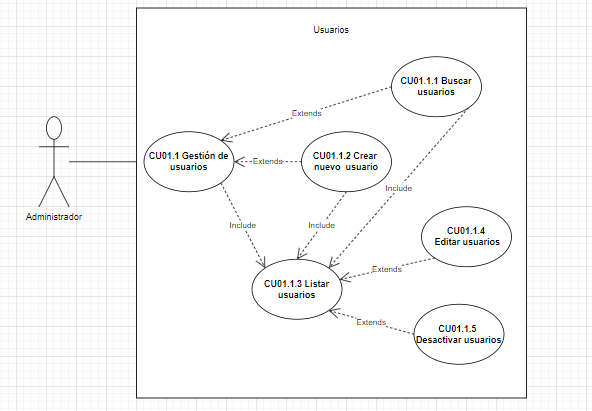 Usuarios
CU01.1.1 Buscar
usuarios
Extends
CU01.1 Gestión de
usuarios
Extends
CU01.1.2 Crear
nuevo usuario
Include
Administrador
Include
Include
CU01.1.4
Editar usuarios
Extends
CU01.1.3 Listar
usuarios
Extends
CU01.1.5
Desactivar usuarios